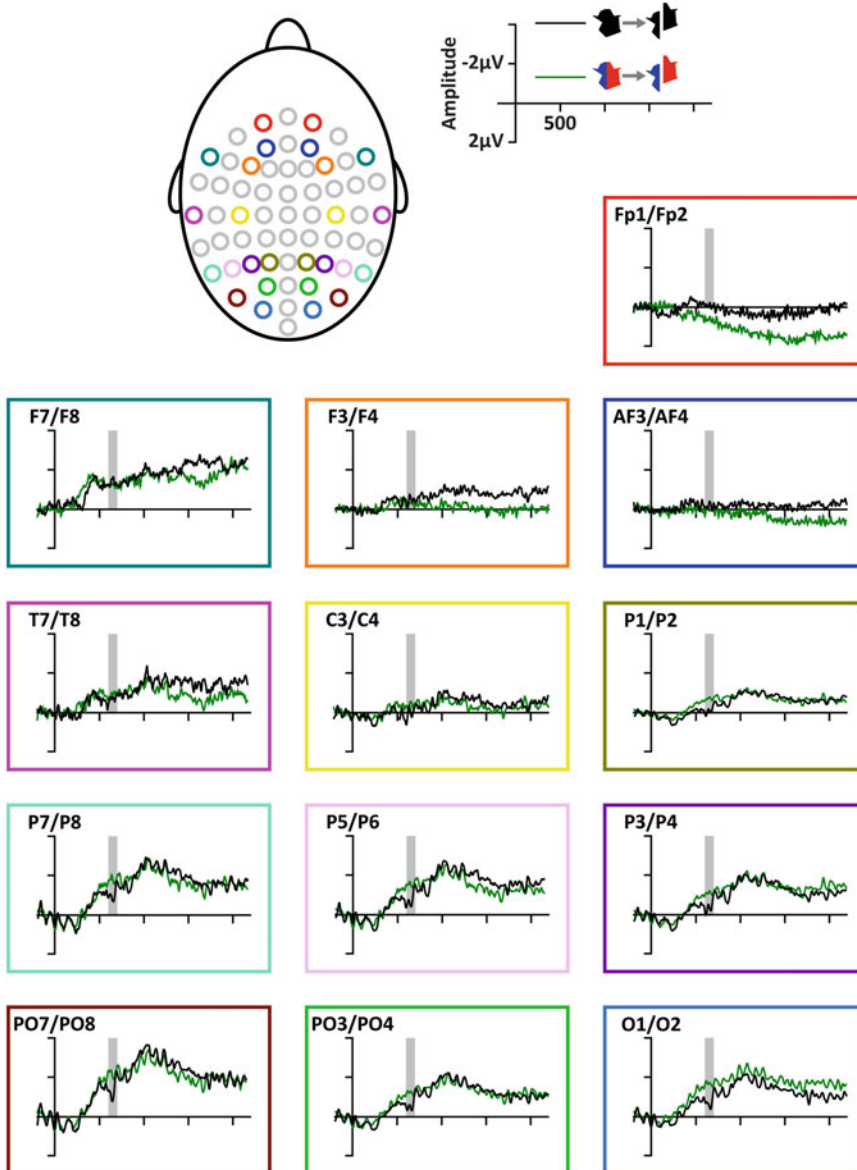 Amplitude
-2µV
2µV
500
Fp1/Fp2
F7/F8
F3/F4
AF3/AF4
T7/T8
C3/C4
P1/P2
P7/P8
P5/P6
P3/P4
PO7/PO8
PO3/PO4
O1/O2